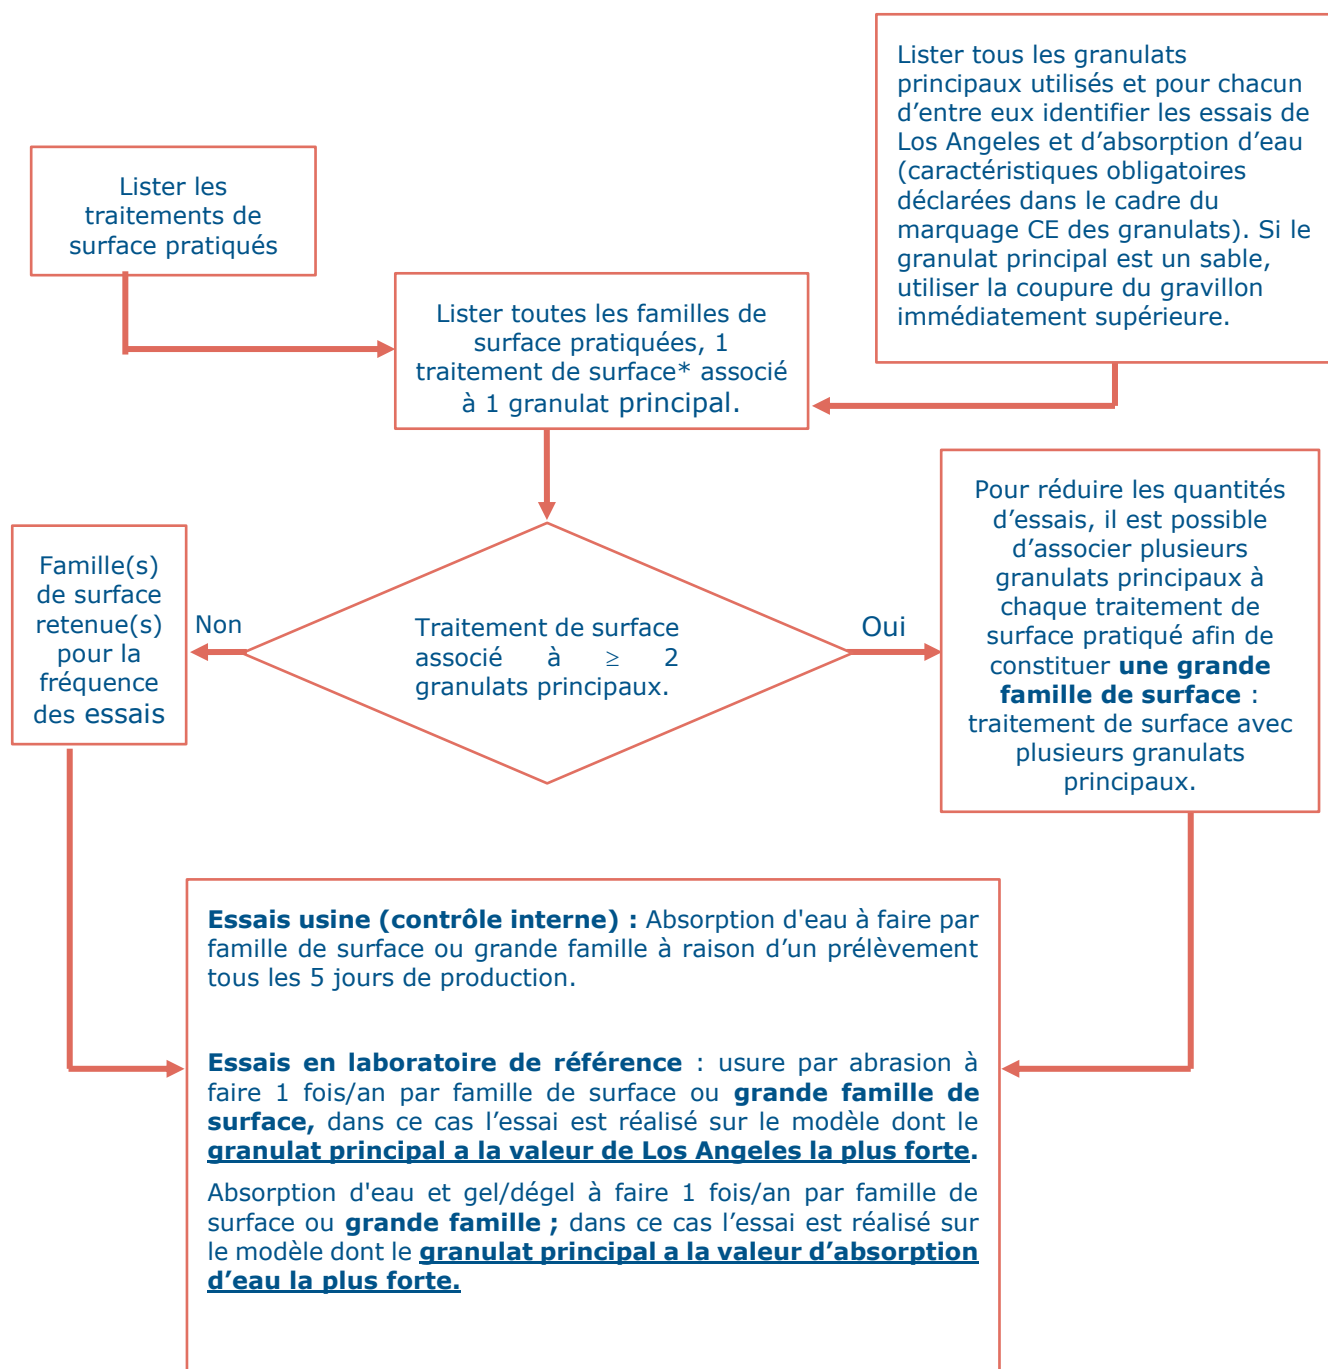 Lister tous les granulats
principaux utilisés et pour chacun
d’entre eux identifier les essais de
Los Angeles et d’absorption d’eau
(caractéristiques obligatoires
déclarées dans le cadre du
marquage CE des granulats). Si le
granulat principal est un sable,
utiliser la coupure du gravillon
immédiatement supérieure.
Lister les
traitements de
surface pratiqués
Lister toutes les familles de
surface pratiquées, 1
traitement de surface* associé
à 1 granulat principal.
Famille(s)
de surface
retenue(s)
pour la
fréquence
des essais
Non
Traitement de surface
associé à ≥ 2
granulats principaux.
Oui
Pour réduire les quantités
d’essais, il est possible
d’associer plusieurs
granulats principaux à
chaque traitement de
surface pratiqué afin de
constituer une grande
famille de surface :
traitement de surface avec
plusieurs granulats
principaux.
Essais usine (contrôle interne) : Absorption d'eau à faire par
famille de surface ou grande famille à raison d’un prélèvement
tous les 5 jours de production.
Essais en laboratoire de référence : usure par abrasion à
faire 1 fois/an par famille de surface ou grande famille de
surface, dans ce cas l’essai est réalisé sur le modèle dont le
granulat principal a la valeur de Los Angeles la plus forte.
Absorption d'eau et gel/dégel à faire 1 fois/an par famille de
surface ou grande famille ; dans ce cas l’essai est réalisé sur
le modèle dont le granulat principal a la valeur d’absorption
d’eau la plus forte.